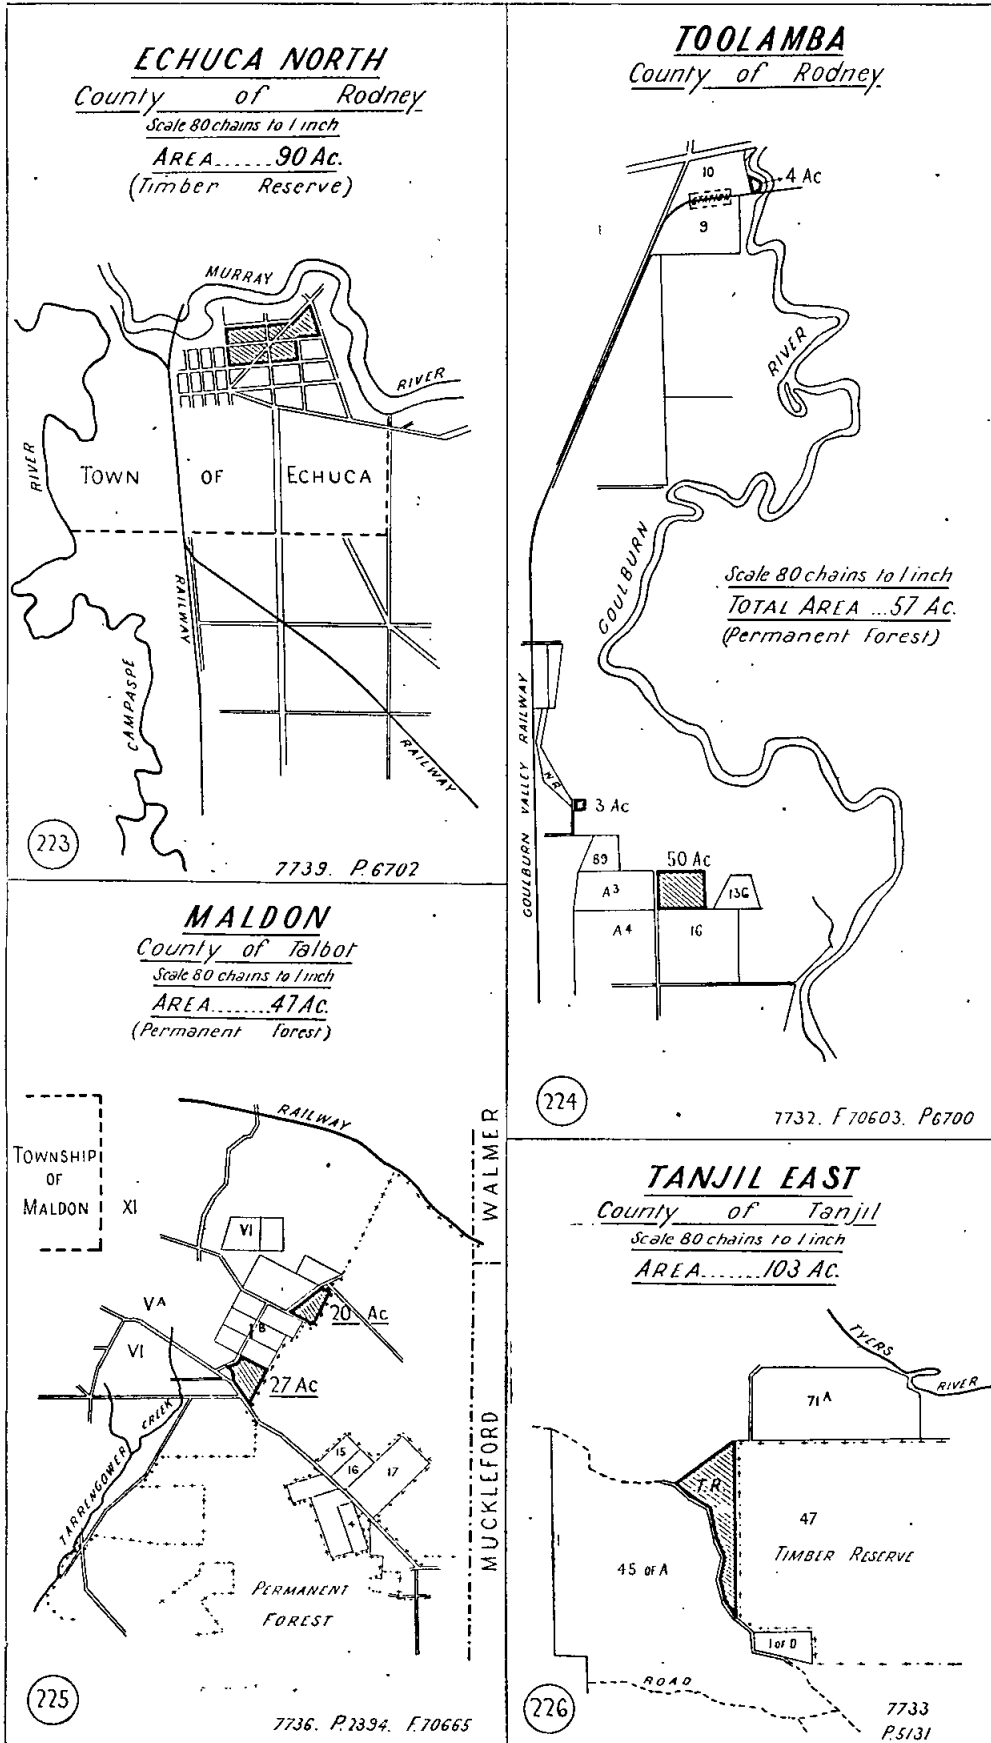 ECHUCA NORTH
County of Rodney
Scale 80 chains to 1 inch
AREA......90 Ac.
(Timber Reserve)
MURRAY
RIVER
RIVER
TOWN OF ECHUCA
RAILWAY
CAMPASPE
RAILWAY
223
7739. P.6702
TOOLAMBA
County of Rodney
10
4 Ac
STATION
9
RIVER
GOULBURN
Scale 80 chains to 1 inch
TOTAL AREA ...57 Ac.
(Permanent Forest)
GOULBURN VALLEY RAILWAY
W.R
3 Ac
89
50 Ac
A3
136
A4
16
224
7732. F70603. P6700
MALDON
County of Talbot
Scale 80 chains to 1 inch
AREA.......47 Ac.
(Permanent Forest)
RAILWAY
WALMER
TOWNSHIP
OF
MALDON
XI
VI
VA
20 Ac
B
VI
27 Ac
CREEK
TARRENGOWER
15
16
17
MUCKLEFORD
PERMANENT
FOREST
225
7736. P.2394. F.70665
TANJIL EAST
County of Tanjil
Scale 80 chains to 1 inch
AREA.......103 Ac.
TYERS
RIVER
71A
T.R.
47
TIMBER RESERVE
45 OF A
1 OF D
ROAD
226
7733
P.5131